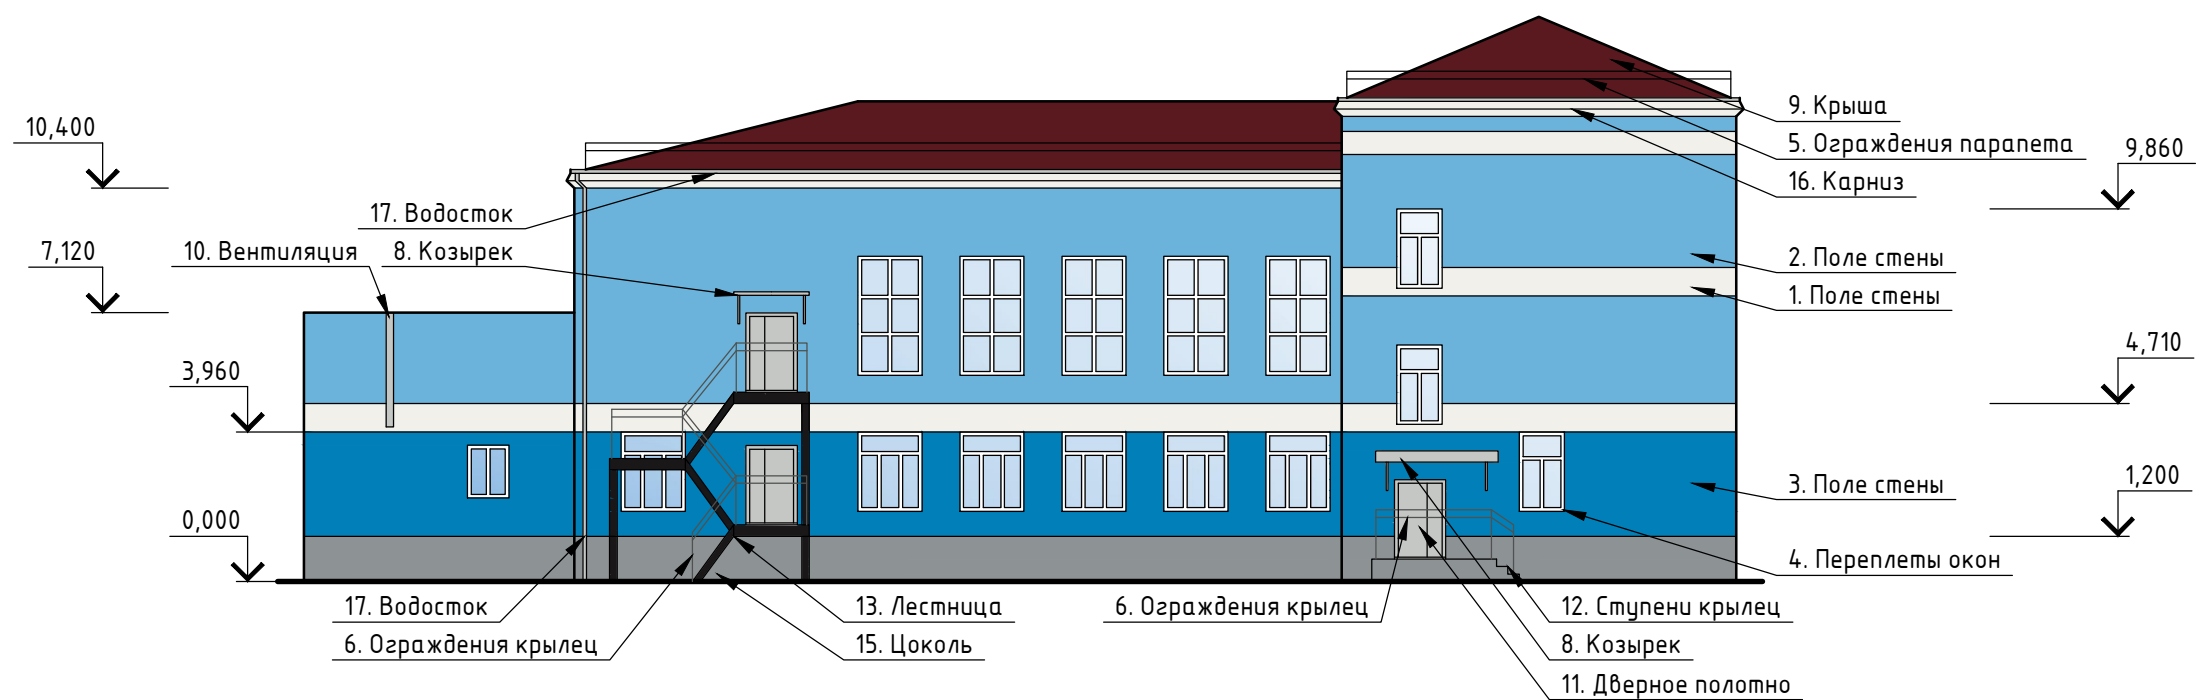 9. Крыша
10,400
5. Ограждения парапета
9,860
16. Карниз
17. Водосток
7,120
10. Вентиляция
8. Козырек
2. Поле стены
1. Поле стены
4,710
3,960
1,200
3. Поле стены
0,000
4. Переплеты окон
17. Водосток
13. Лестница
6. Ограждения крылец
12. Ступени крылец
6. Ограждения крылец
15. Цоколь
8. Козырек
11. Дверное полотно